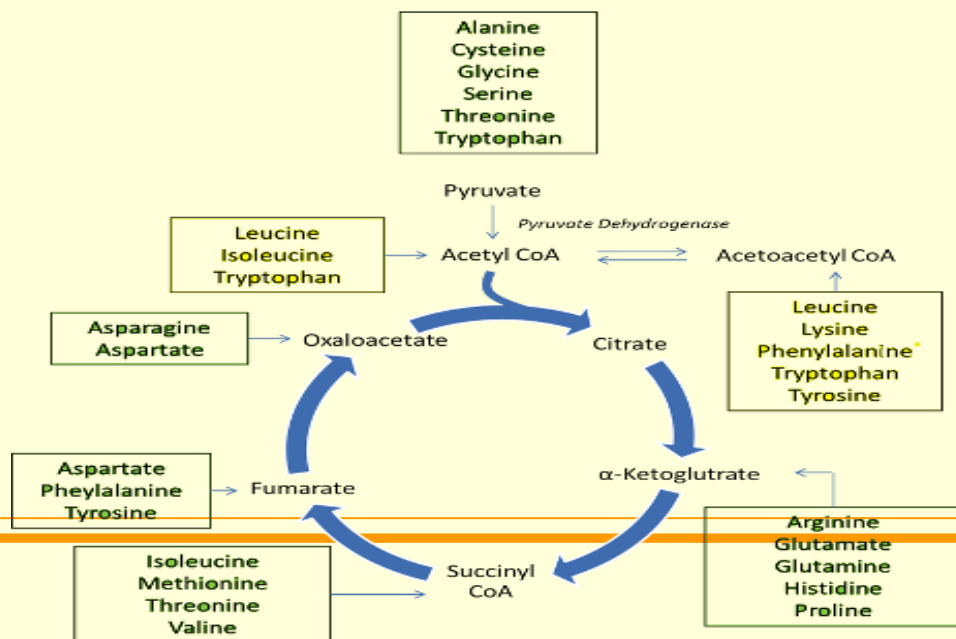 Alanine
Cysteine
Glycine
Serine
Threonine
Tryptophan
Pyruvate
Pyruvate Dehydrogenase
Leucine
Isoleucine
Tryptophan
Acetyl CoA
Acetoacetyl CoA
Leucine
Lysine
Phenylalanine*
Tryptophan
Tyrosine
Asparagine
Aspartate
Oxaloacetate
Citrate
Aspartate
Pheylalanine
Tyrosine
Fumarate
α-Ketoglutrate
Arginine
Glutamate
Glutamine
Histidine
Proline
Isoleucine
Methionine
Threonine
Valine
Succinyl
CoA